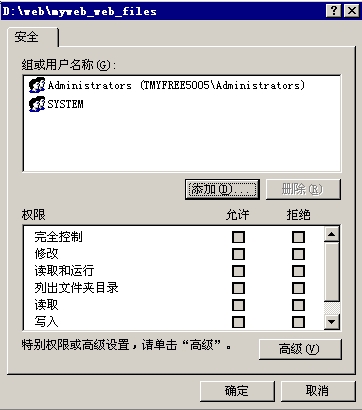 D:\web\myweb_web_files
安全
组或用户名称(G):
Administrators (TMYFREE5005\Administrators)
SYSTEM
添加(D)... 删除(R)
权限 允许 拒绝
完全控制
修改
读取和运行
列出文件夹目录
读取
写入
特别权限或高级设置，请单击“高级”。 高级(V)
确定 取消